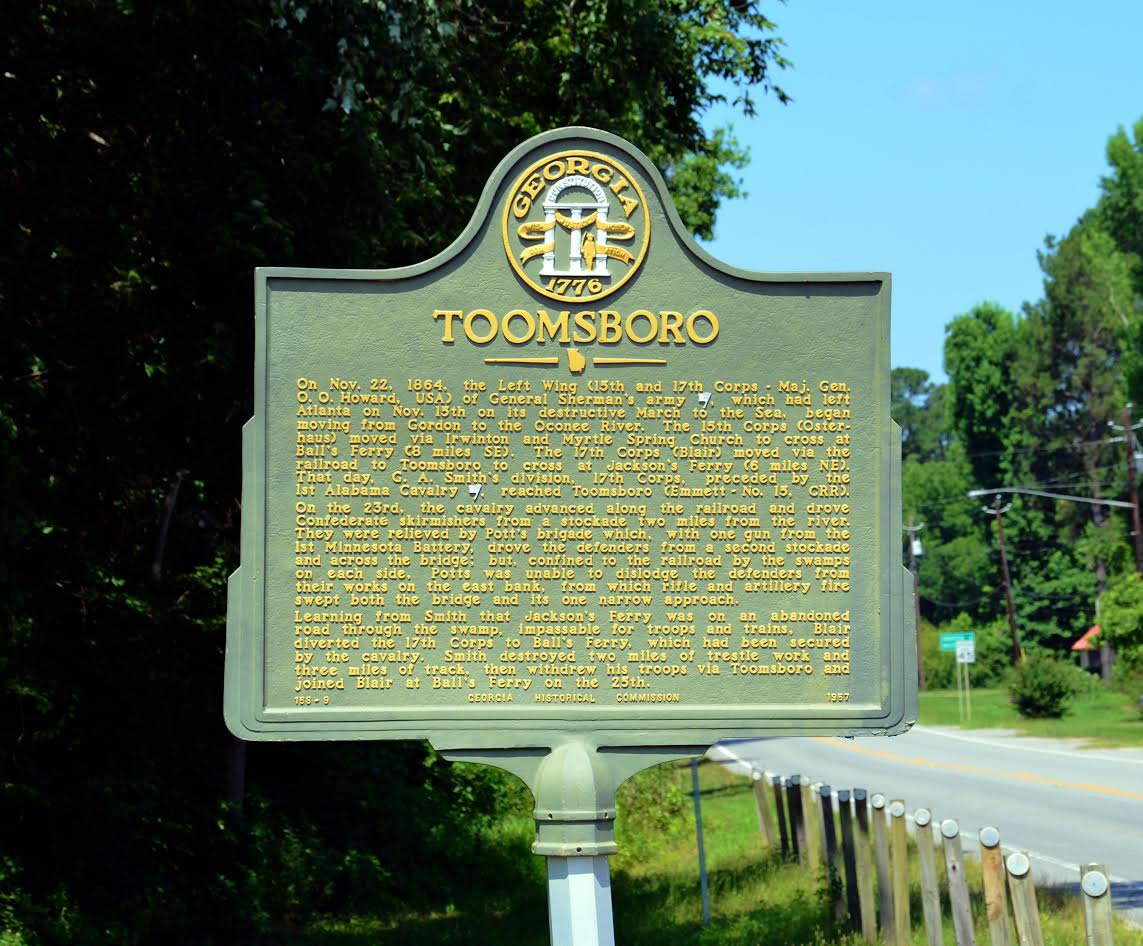 GEORGIA
CONSTITUTION
1776
TOOMSBORO
On Nov. 22, 1864, the Left Wing (15th and 17th Corps - Maj. Gen.
O. O. Howard, USA) of General Sherman's army, which had left
Atlanta on Nov. 15th on its destructive March to the Sea, began
moving from Gordon to the Oconee River. The 15th Corps (Oster-
haus) moved via Irwinton and Myrtle Spring Church to cross at
Ball's Ferry (8 miles SE). The 17th Corps (Blair) moved via the
railroad to Toomsboro to cross at Jackson's Ferry (6 miles NE).
That day, G. A. Smith's division, 17th Corps, preceded by the
1st Alabama Cavalry, reached Toomsboro (Emmett - No. 15, CRR).
On the 23rd, the cavalry advanced along the railroad and drove
Confederate skirmishers from a stockade two miles from the river.
They were relieved by Pott's brigade which, with one gun from the
1st Minnesota Battery, drove the defenders from a second stockade
and across the bridge; but, confined to the railroad by the swamps
on each side, Potts was unable to dislodge the defenders from
their works on the east bank, from which rifle and artillery fire
swept both the bridge and its one narrow approach.
Learning from Smith that Jackson's Ferry was on an abandoned
road through the swamp, impassable for troops and trains, Blair
diverted the 17th Corps to Ball's Ferry, which had been secured
by the cavalry. Smith destroyed two miles of trestle work and
three miles of track, then withdrew his troops via Toomsboro and
joined Blair at Ball's Ferry on the 25th.
158-9 GEORGIA HISTORICAL COMMISSION 1957